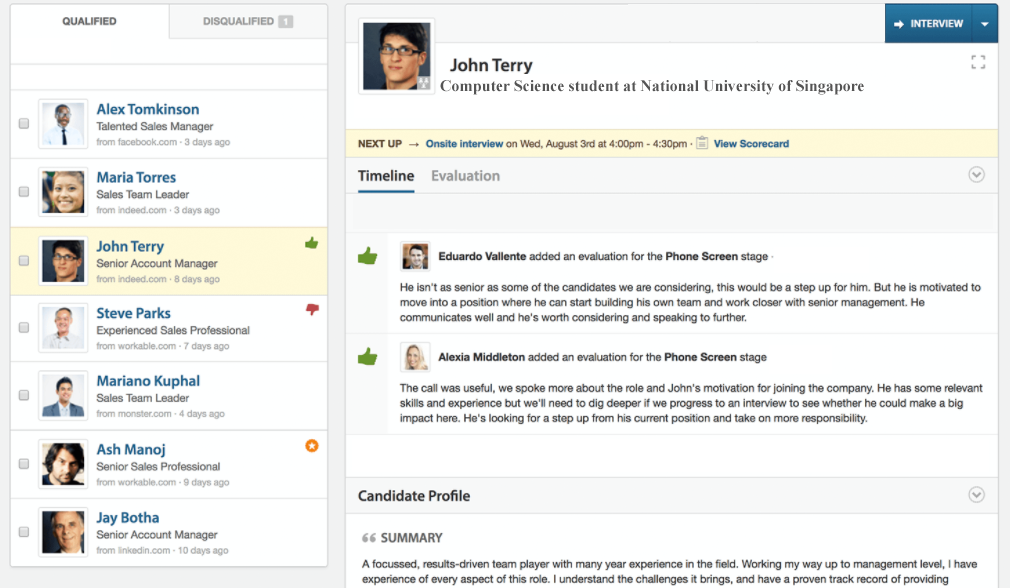 QUALIFIED
DISQUALIFIED 1
Alex Tomkinson
Talented Sales Manager
from facebook.com · 3 days ago
Maria Torres
Sales Team Leader
from indeed.com · 3 days ago
John Terry
Senior Account Manager
from indeed.com · 8 days ago
Steve Parks
Experienced Sales Professional
from workable.com · 7 days ago
Mariano Kuphal
Sales Team Leader
from monster.com · 4 days ago
Ash Manoj
Senior Sales Professional
from workable.com · 9 days ago
Jay Botha
Senior Account Manager
from linkedin.com · 10 days ago
INTERVIEW
John Terry
Computer Science student at National University of Singapore
NEXT UP → Onsite interview on Wed, August 3rd at 4:00pm - 4:30pm · View Scorecard
Timeline Evaluation
Eduardo Vallente added an evaluation for the Phone Screen stage ·
He isn't as senior as some of the candidates we are considering, this would be a step up for him. But he is motivated to
move into a position where he can start building his own team and work closer with senior management. He
communicates well and he's worth considering and speaking to further.
Alexia Middleton added an evaluation for the Phone Screen stage
The call was useful, we spoke more about the role and John's motivation for joining the company. He has some relevant
skills and experience but we'll need to dig deeper if we progress to an interview to see whether he could make a big
impact here. He's looking for a step up from his current position and take on more responsibility.
Candidate Profile
SUMMARY
A focussed, results-driven team player with many year experience in the field. Working my way up to management level, I have
experience of every aspect of this role. I understand the challenges it brings, and have a proven track record of providing